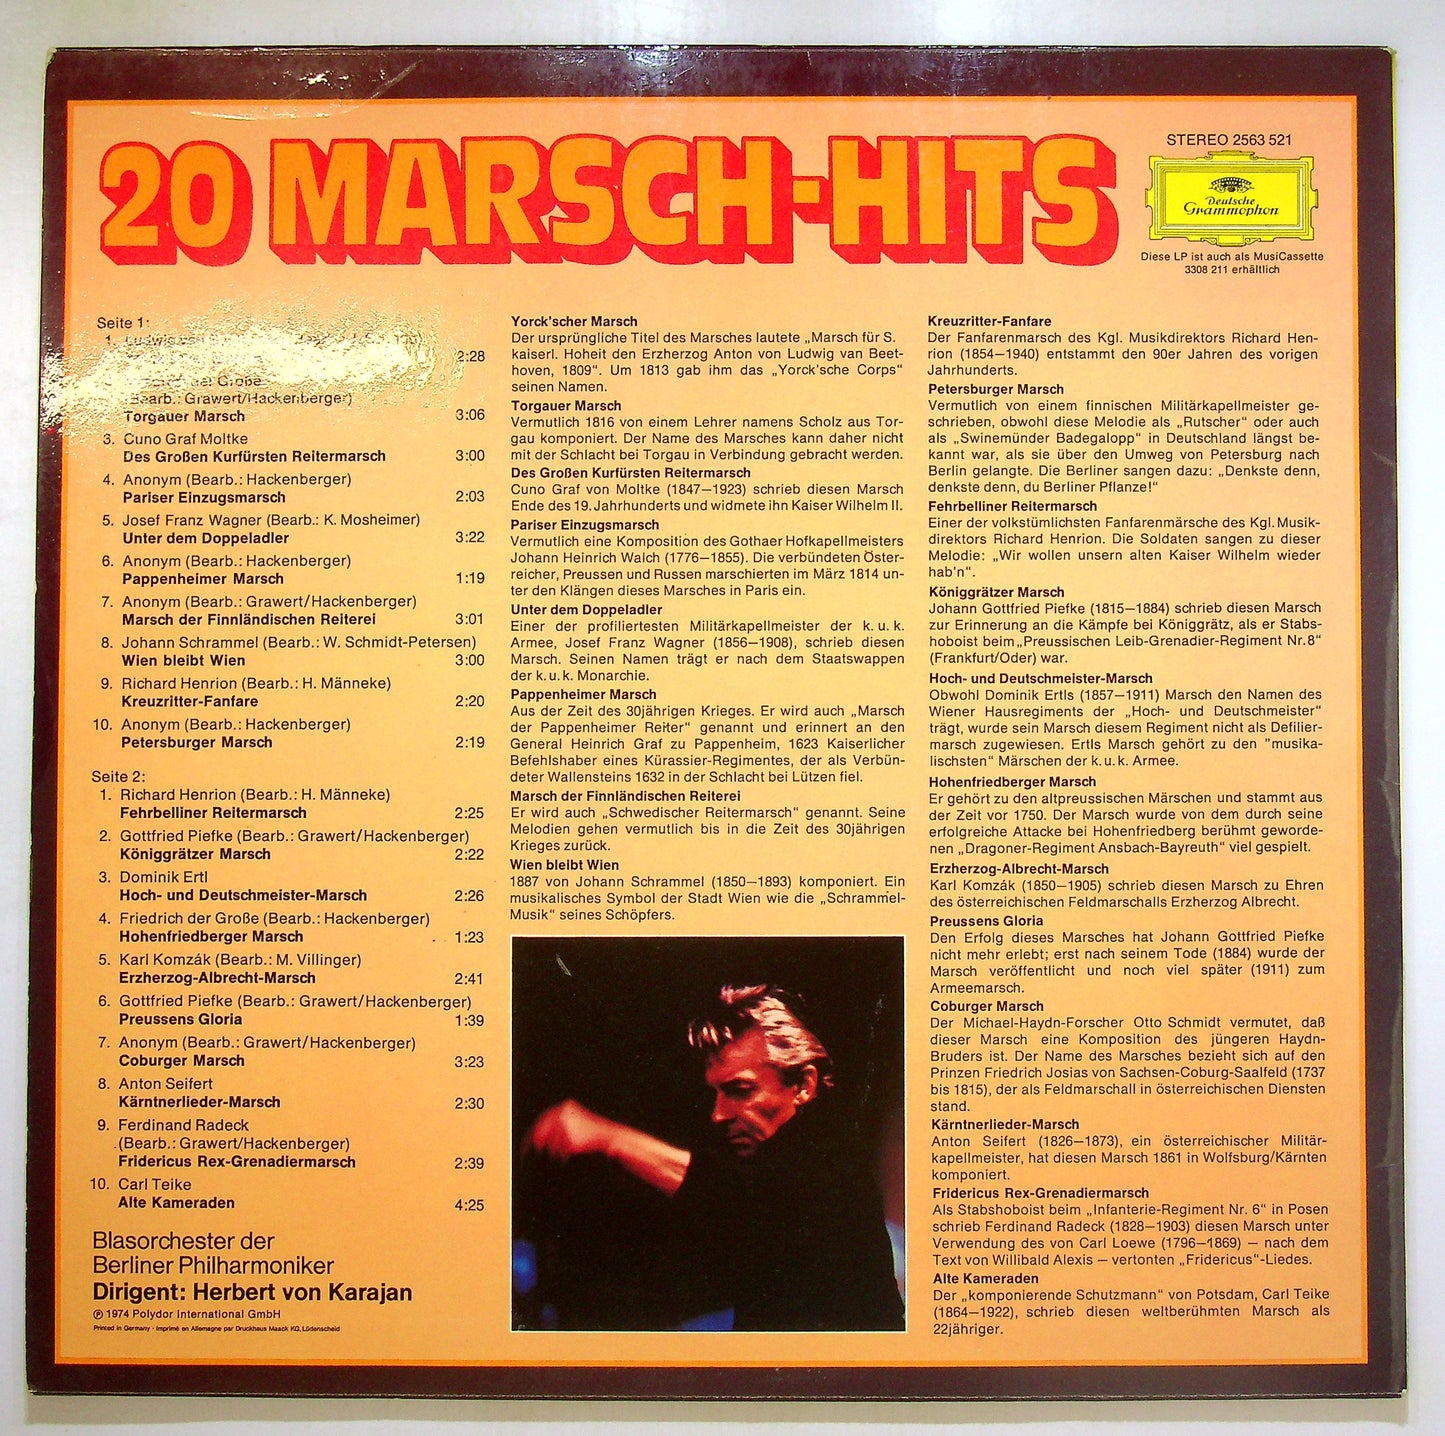 20 MARSCH-HITS
STEREO 2563 521
Deutsche
Grammophon
Diese LP ist auch als MusiCassette
3308 211 erhältlich
Seite 1:
1. Ludwig van
2:28
der Große
(Bearb.: Grawert/Hackenberger)
Torgauer Marsch 3:06
3. Cuno Graf Moltke
Des Großen Kurfürsten Reitermarsch 3:00
4. Anonym (Bearb.: Hackenberger)
Pariser Einzugsmarsch 2:03
5. Josef Franz Wagner (Bearb.: K. Mosheimer)
Unter dem Doppeladler 3:22
6. Anonym (Bearb.: Hackenberger)
Pappenheimer Marsch 1:19
7. Anonym (Bearb.: Grawert/Hackenberger)
Marsch der Finnländischen Reiterei 3:01
8. Johann Schrammel (Bearb.: W. Schmidt-Petersen)
Wien bleibt Wien 3:00
9. Richard Henrion (Bearb.: H. Männeke)
Kreuzritter-Fanfare 2:20
10. Anonym (Bearb.: Hackenberger)
Petersburger Marsch 2:19
Seite 2:
1. Richard Henrion (Bearb.: H. Männeke)
Fehrbelliner Reitermarsch 2:25
2. Gottfried Piefke (Bearb.: Grawert/Hackenberger)
Königgrätzer Marsch 2:22
3. Dominik Ertl
Hoch- und Deutschmeister-Marsch 2:26
4. Friedrich der Große (Bearb.: Hackenberger)
Hohenfriedberger Marsch 1:23
5. Karl Komzák (Bearb.: M. Villinger)
Erzherzog-Albrecht-Marsch 2:41
6. Gottfried Piefke (Bearb.: Grawert/Hackenberger)
Preussens Gloria 1:39
7. Anonym (Bearb.: Grawert/Hackenberger)
Coburger Marsch 3:23
8. Anton Seifert
Kärntnerlieder-Marsch 2:30
9. Ferdinand Radeck
(Bearb.: Grawert/Hackenberger)
Fridericus Rex-Grenadiermarsch 2:39
10. Carl Teike
Alte Kameraden 4:25
Blasorchester der
Berliner Philharmoniker
Dirigent: Herbert von Karajan
℗ 1974 Polydor International GmbH
Printed in Germany · Imprimé en Allemagne par Druckhaus Maack KG, Lüdenscheid
Yorck'scher Marsch
Der ursprüngliche Titel des Marsches lautete „Marsch für S.
kaiserl. Hoheit den Erzherzog Anton von Ludwig van Beet-
hoven, 1809“. Um 1813 gab ihm das „Yorck'sche Corps“
seinen Namen.
Torgauer Marsch
Vermutlich 1816 von einem Lehrer namens Scholz aus Tor-
gau komponiert. Der Name des Marsches kann daher nicht
mit der Schlacht bei Torgau in Verbindung gebracht werden.
Des Großen Kurfürsten Reitermarsch
Cuno Graf von Moltke (1847—1923) schrieb diesen Marsch
Ende des 19. Jahrhunderts und widmete ihn Kaiser Wilhelm II.
Pariser Einzugsmarsch
Vermutlich eine Komposition des Gothaer Hofkapellmeisters
Johann Heinrich Walch (1776—1855). Die verbündeten Öster-
reicher, Preussen und Russen marschierten im März 1814 un-
ter den Klängen dieses Marsches in Paris ein.
Unter dem Doppeladler
Einer der profiliertesten Militärkapellmeister der k. u. k.
Armee, Josef Franz Wagner (1856—1908), schrieb diesen
Marsch. Seinen Namen trägt er nach dem Staatswappen
der k. u. k. Monarchie.
Pappenheimer Marsch
Aus der Zeit des 30jährigen Krieges. Er wird auch „Marsch
der Pappenheimer Reiter“ genannt und erinnert an den
General Heinrich Graf zu Pappenheim, 1623 Kaiserlicher
Befehlshaber eines Kürassier-Regimentes, der als Verbün-
deter Wallensteins 1632 in der Schlacht bei Lützen fiel.
Marsch der Finnländischen Reiterei
Er wird auch „Schwedischer Reitermarsch“ genannt. Seine
Melodien gehen vermutlich bis in die Zeit des 30jährigen
Krieges zurück.
Wien bleibt Wien
1887 von Johann Schrammel (1850—1893) komponiert. Ein
musikalisches Symbol der Stadt Wien wie die „Schrammel-
Musik“ seines Schöpfers.
Kreuzritter-Fanfare
Der Fanfarenmarsch des Kgl. Musikdirektors Richard Hen-
rion (1854—1940) entstammt den 90er Jahren des vorigen
Jahrhunderts.
Petersburger Marsch
Vermutlich von einem finnischen Militärkapellmeister ge-
schrieben, obwohl diese Melodie als „Rutscher“ oder auch
als „Swinemünder Badegalopp“ in Deutschland längst be-
kannt war, als sie über den Umweg von Petersburg nach
Berlin gelangte. Die Berliner sangen dazu: „Denkste denn,
denkste denn, du Berliner Pflanze!“
Fehrbelliner Reitermarsch
Einer der volkstümlichsten Fanfarenmärsche des Kgl. Musik-
direktors Richard Henrion. Die Soldaten sangen zu dieser
Melodie: „Wir wollen unsern alten Kaiser Wilhelm wieder
hab'n“.
Königgrätzer Marsch
Johann Gottfried Piefke (1815—1884) schrieb diesen Marsch
zur Erinnerung an die Kämpfe bei Königgrätz, als er Stabs-
hoboist beim „Preussischen Leib-Grenadier-Regiment Nr. 8“
(Frankfurt/Oder) war.
Hoch- und Deutschmeister-Marsch
Obwohl Dominik Ertls (1857—1911) Marsch den Namen des
Wiener Hausregiments der „Hoch- und Deutschmeister“
trägt, wurde sein Marsch diesem Regiment nicht als Defilier-
marsch zugewiesen. Ertls Marsch gehört zu den "musika-
lischsten“ Märschen der k. u. k. Armee.
Hohenfriedberger Marsch
Er gehört zu den altpreussischen Märschen und stammt aus
der Zeit vor 1750. Der Marsch wurde von dem durch seine
erfolgreiche Attacke bei Hohenfriedberg berühmt geworde-
nen „Dragoner-Regiment Ansbach-Bayreuth“ viel gespielt.
Erzherzog-Albrecht-Marsch
Karl Komzák (1850—1905) schrieb diesen Marsch zu Ehren
des österreichischen Feldmarschalls Erzherzog Albrecht.
Preussens Gloria
Den Erfolg dieses Marsches hat Johann Gottfried Piefke
nicht mehr erlebt; erst nach seinem Tode (1884) wurde der
Marsch veröffentlicht und noch viel später (1911) zum
Armeemarsch.
Coburger Marsch
Der Michael-Haydn-Forscher Otto Schmidt vermutet, daß
dieser Marsch eine Komposition des jüngeren Haydn-
Bruders ist. Der Name des Marsches bezieht sich auf den
Prinzen Friedrich Josias von Sachsen-Coburg-Saalfeld (1737
bis 1815), der als Feldmarschall in österreichischen Diensten
stand.
Kärntnerlieder-Marsch
Anton Seifert (1826—1873), ein österreichischer Militär-
kapellmeister, hat diesen Marsch 1861 in Wolfsburg/Kärnten
komponiert.
Fridericus Rex-Grenadiermarsch
Als Stabshoboist beim „Infanterie-Regiment Nr. 6“ in Posen
schrieb Ferdinand Radeck (1828—1903) diesen Marsch unter
Verwendung des von Carl Loewe (1796—1869) — nach dem
Text von Willibald Alexis — vertonten „Fridericus“-Liedes.
Alte Kameraden
Der „komponierende Schutzmann“ von Potsdam, Carl Teike
(1864—1922), schrieb diesen weltberühmten Marsch als
22jähriger.